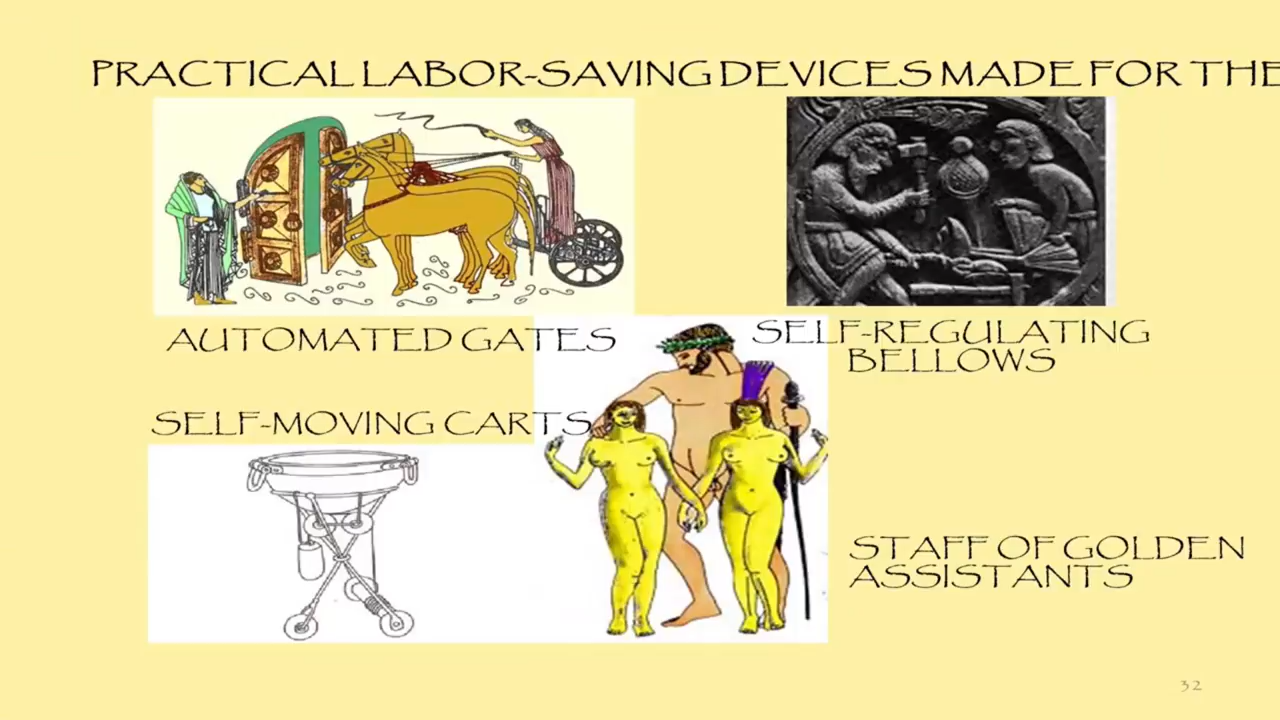 PRACTICAL LABOR-SAVING DEVICES MADE FOR THE
AUTOMATED GATES
SELF-REGULATING
BELLOWS
SELF-MOVING CARTS
STAFF OF GOLDEN
ASSISTANTS
32